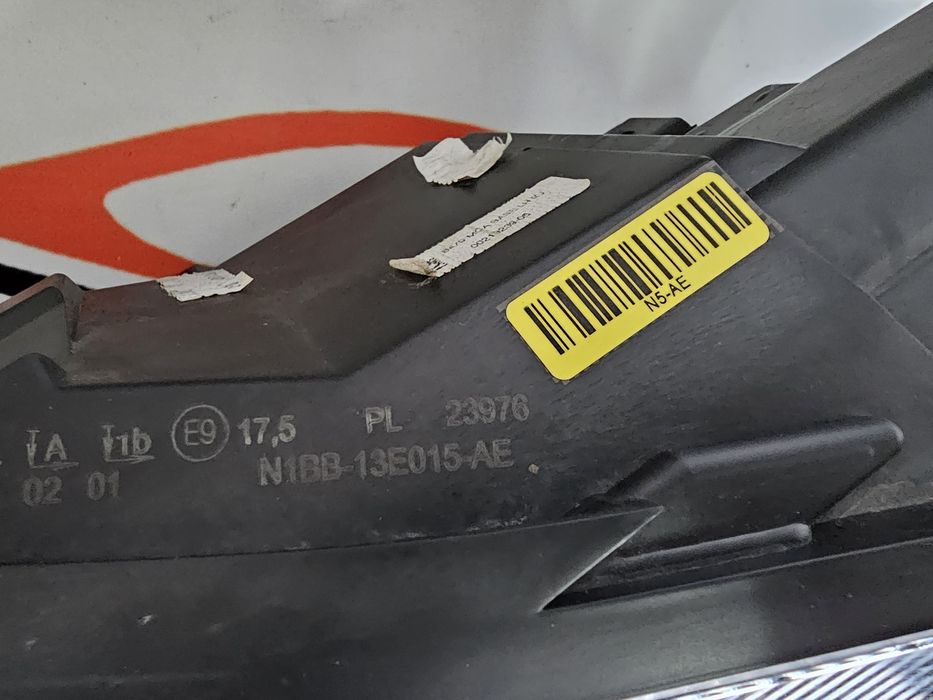 N5-AE
IA I1b E9 17,5 PL 23976
02 01 N1BB-13E015-AE